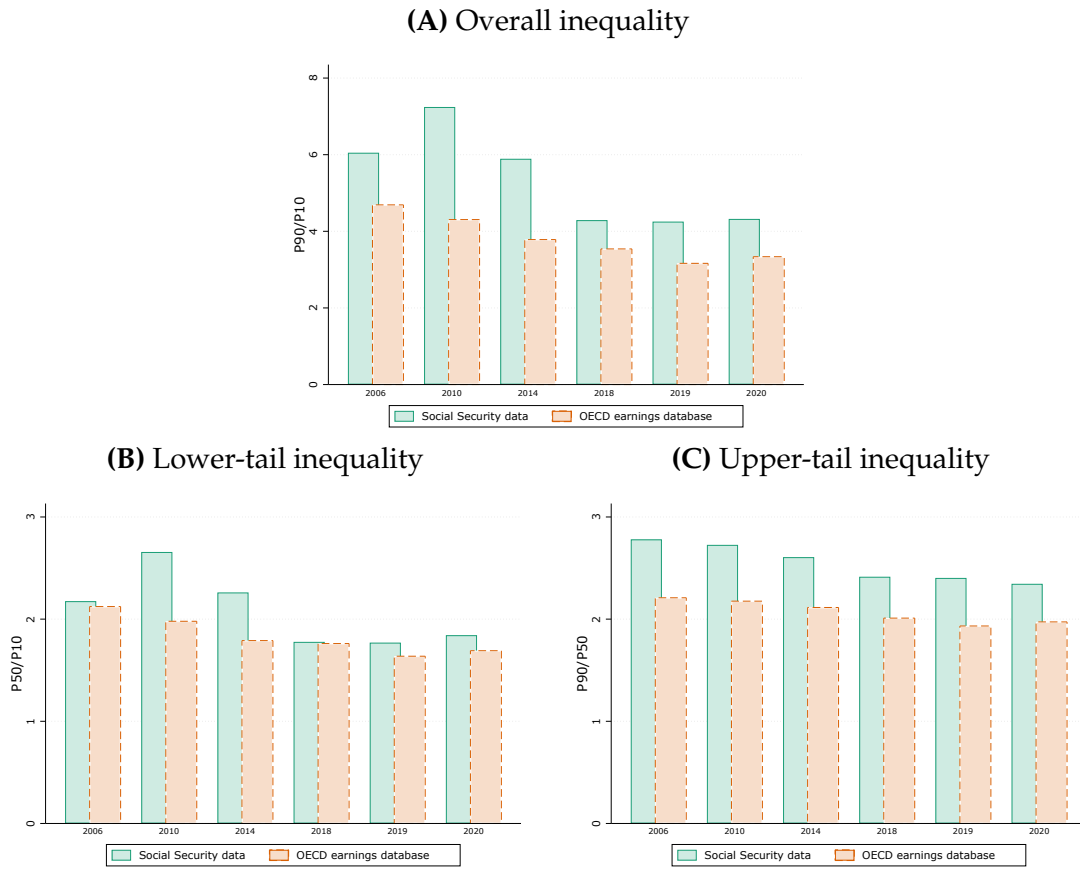 (A) Overall inequality
P90/P10
8
6
4
2
0
2006 2010 2014 2018 2019 2020
Social Security data OECD earnings database
(B) Lower-tail inequality
P50/P10
3
2
1
0
2006 2010 2014 2018 2019 2020
Social Security data OECD earnings database
(C) Upper-tail inequality
P90/P50
3
2
1
0
2006 2010 2014 2018 2019 2020
Social Security data OECD earnings database